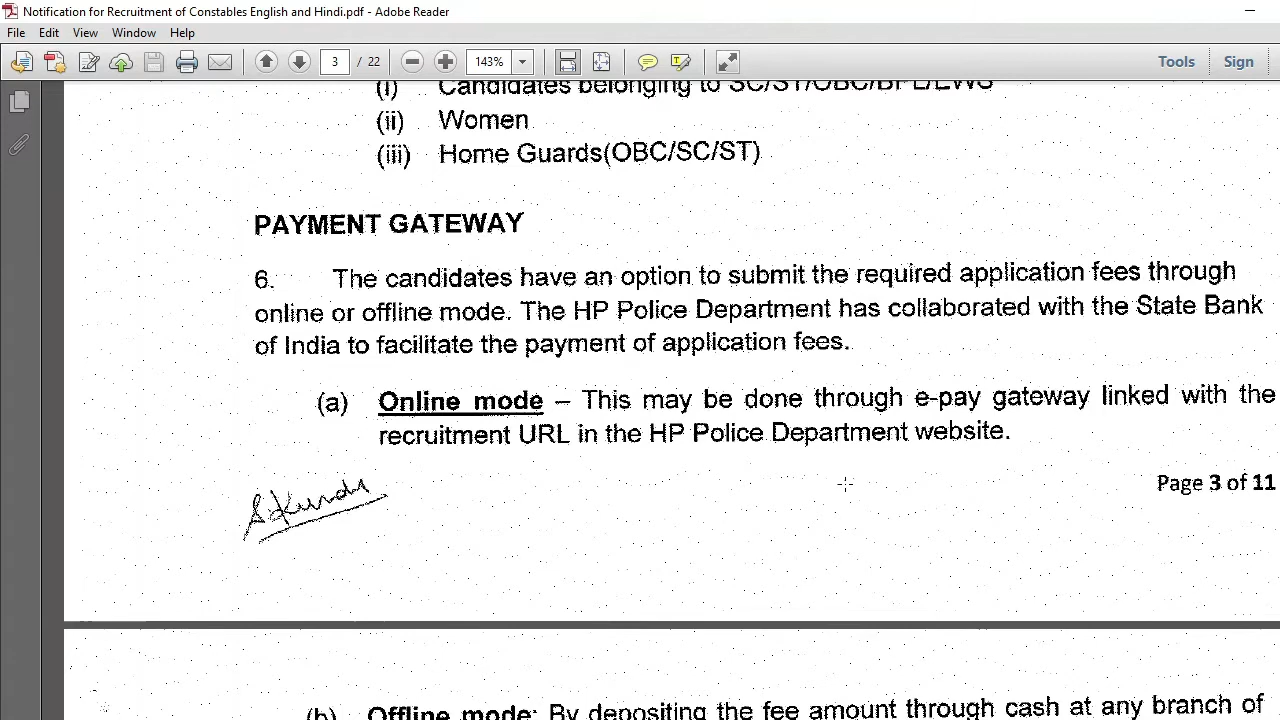 Notification for Recruitment of Constables English and Hindi.pdf - Adobe Reader
File Edit View Window Help
3 / 22 143% Tools Sign
(i) Candidates belonging to SC/ST/OBC/BPL/EWS
(ii) Women
(iii) Home Guards(OBC/SC/ST)
PAYMENT GATEWAY
6. The candidates have an option to submit the required application fees through
online or offline mode. The HP Police Department has collaborated with the State Bank
of India to facilitate the payment of application fees.
(a) Online mode – This may be done through e-pay gateway linked with the
recruitment URL in the HP Police Department website.
Page 3 of 11
(b) Offline mode: By depositing the fee amount through cash at any branch of